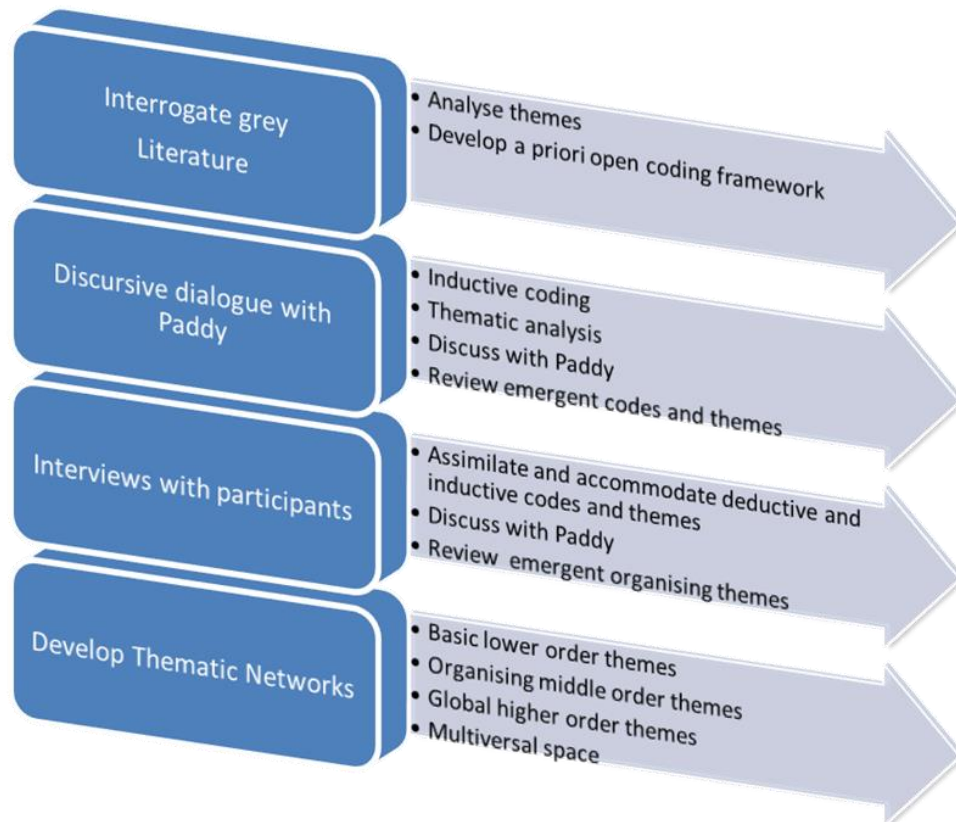 Interrogate grey
Literature
• Analyse themes
• Develop a priori open coding framework
Discursive dialogue with
Paddy
• Inductive coding
• Thematic analysis
• Discuss with Paddy
• Review emergent codes and themes
Interviews with participants
• Assimilate and accommodate deductive and
inductive codes and themes
• Discuss with Paddy
• Review emergent organising themes
Develop Thematic Networks
• Basic lower order themes
• Organising middle order themes
• Global higher order themes
• Multiversal space